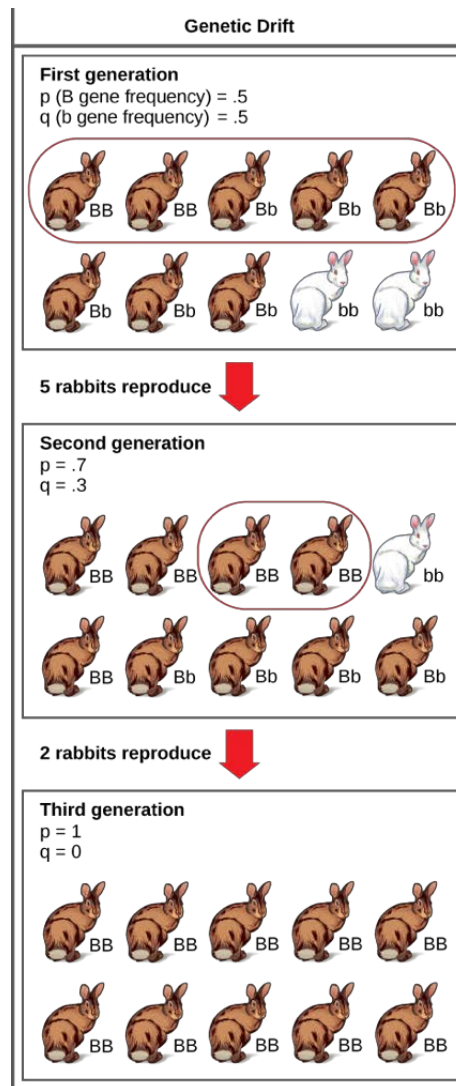 Genetic Drift
First generation
p (B gene frequency) = .5
q (b gene frequency) = .5
BB BB Bb Bb Bb
Bb Bb Bb bb bb
5 rabbits reproduce
Second generation
p = .7
q = .3
BB BB BB BB bb
BB Bb Bb Bb Bb
2 rabbits reproduce
Third generation
p = 1
q = 0
BB BB BB BB BB
BB BB BB BB BB